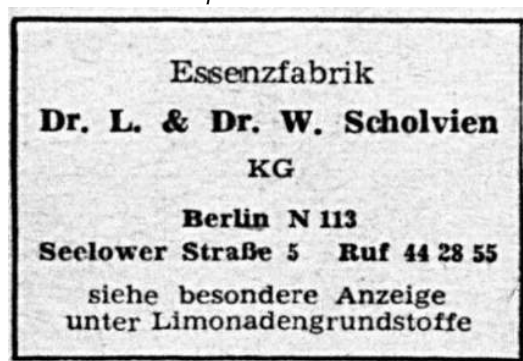 Essenzfabrik
Dr. L. & Dr. W. Scholvien
KG
Berlin N 113
Seelower Straße 5 Ruf 44 28 55
siehe besondere Anzeige
unter Limonadengrundstoffe